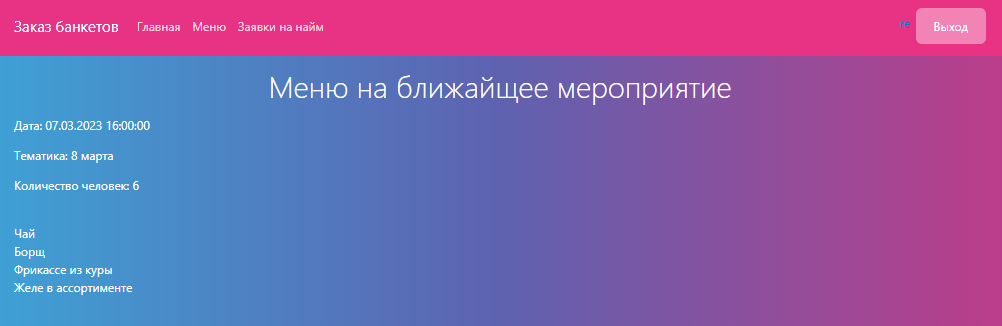 Заказ банкетов Главная Меню Заявки на найм Выход
Меню на ближайщее мероприятие
Дата: 07.03.2023 16:00:00
Тематика: 8 марта
Количество человек: 6
Чай
Борщ
Фрикассе из куры
Желе в ассортименте